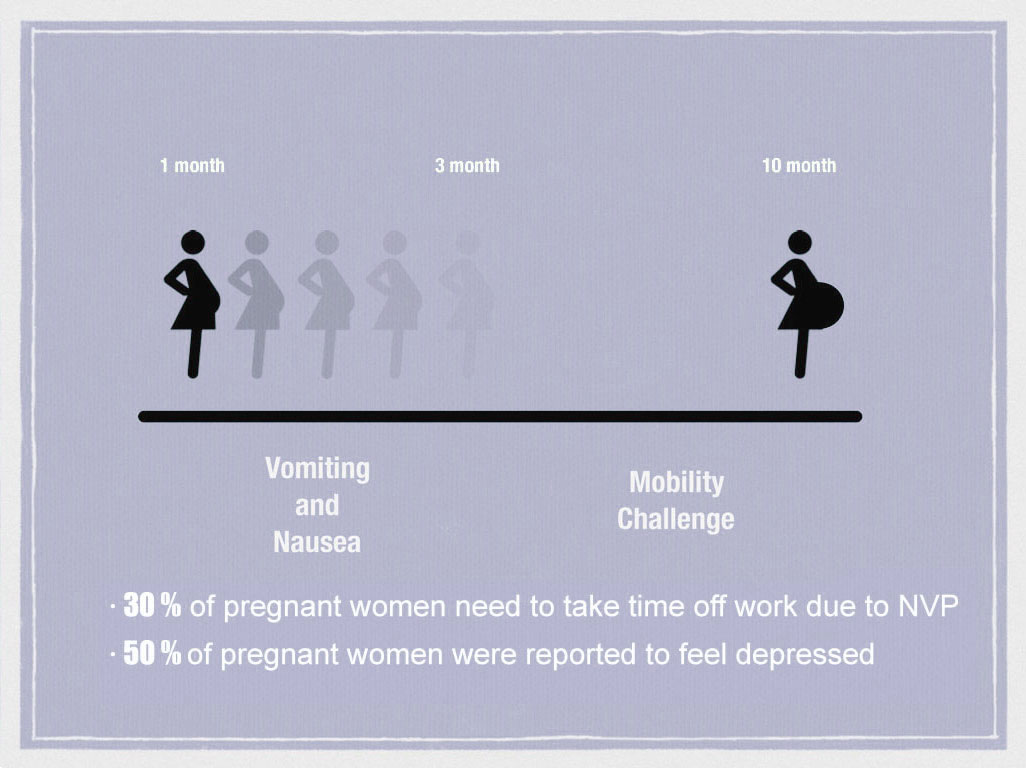 1 month
3 month
10 month
Vomiting
and
Nausea
Mobility
Challenge
· 30 % of pregnant women need to take time off work due to NVP
· 50 % of pregnant women were reported to feel depressed